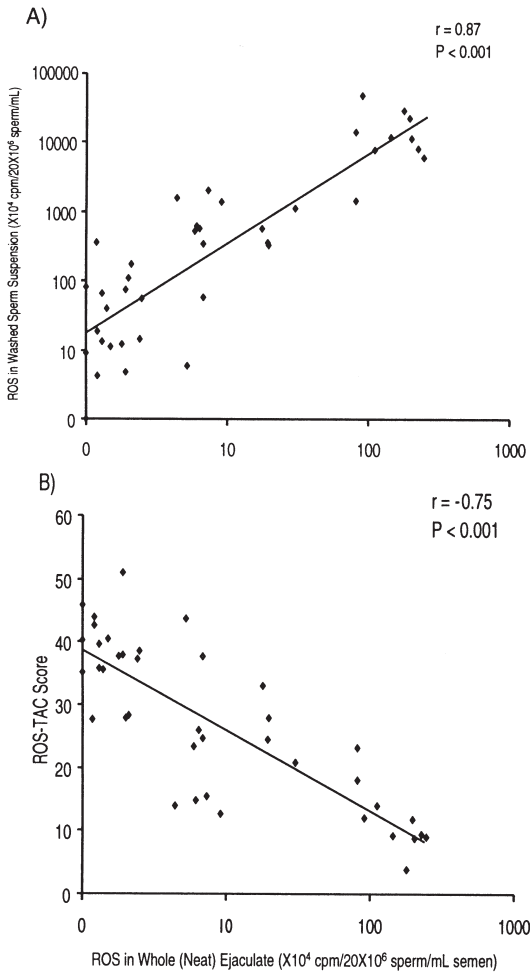 A)
r = 0.87
P < 0.001
ROS in Washed Sperm Suspension (X10⁴ cpm/20X10⁶ sperm/mL)
100000
10000
1000
100
10
0
0 10 100 1000
B)
r = -0.75
P < 0.001
ROS-TAC Score
60
50
40
30
20
10
0
0 10 100 1000
ROS in Whole (Neat) Ejaculate (X10⁴ cpm/20X10⁶ sperm/mL semen)